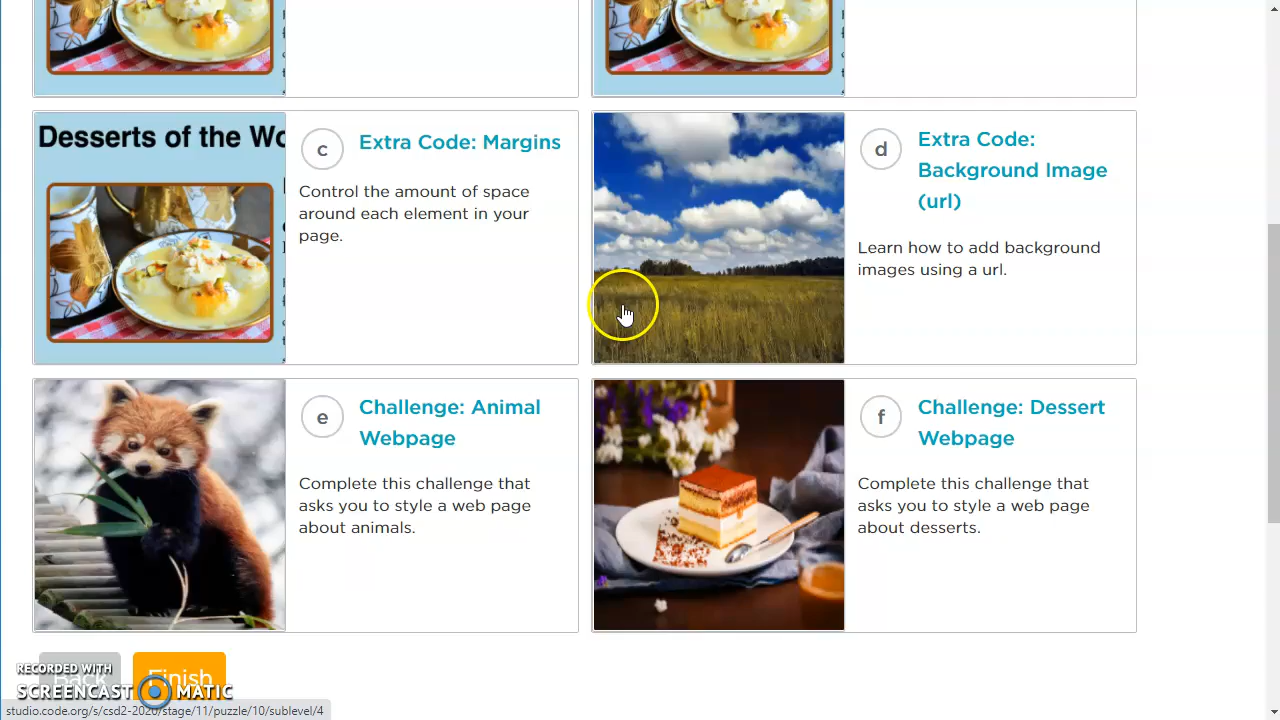 Desserts of the Wo
c
Extra Code: Margins
Control the amount of space
around each element in your
page.
d
Extra Code:
Background Image
(url)
Learn how to add background
images using a url.
e
Challenge: Animal
Webpage
Complete this challenge that
asks you to style a web page
about animals.
f
Challenge: Dessert
Webpage
Complete this challenge that
asks you to style a web page
about desserts.
Back
Finish
RECORDED WITH
SCREENCAST MATIC
studio.code.org/s/csd2-2020/stage/11/puzzle/10/sublevel/4